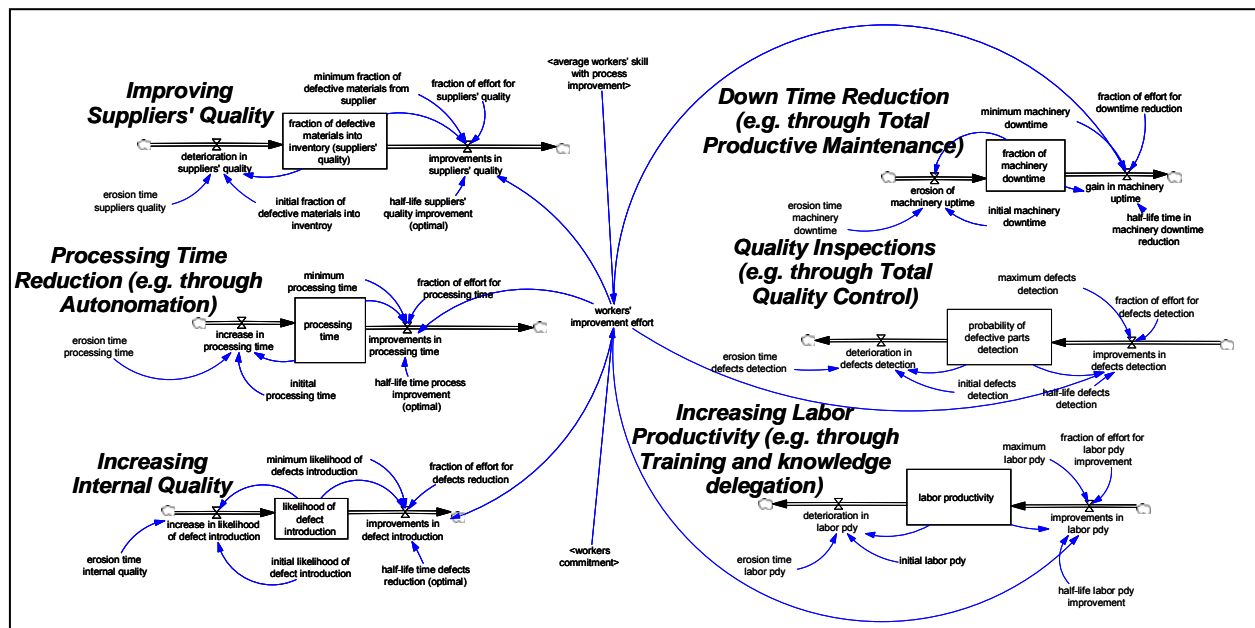 Improving
Suppliers' Quality
minimum fraction of
defective materials from
supplier
fraction of effort for
suppliers' quality
fraction of defective
materials into
inventory (suppliers'
quality)
deterioration in
suppliers' quality
improvements in
suppliers' quality
erosion time
suppliers quality
initial fraction of
defective materials into
inventroy
half-life suppliers'
quality improvement
(optimal)
Processing Time
Reduction (e.g. through
Autonomation)
minimum
processing time
fraction of effort for
processing time
processing
time
increase in
processing time
improvements in
processing time
erosion time
processing time
initital
processing time
half-life time process
improvement
(optimal)
Increasing
Internal Quality
minimum likelihood of
defects introduction
fraction of effort for
defects reduction
likelihood of
defect
introduction
increase in likelihood
of defect introduction
improvements in
defect introduction
erosion time
internal quality
initial likelihood of
defect introduction
half-life time defects
reduction (optimal)
<average workers' skill
with process
improvement>
workers'
improvement effort
<workers
commitment>
Down Time Reduction
(e.g. through Total
Productive Maintenance)
minimum machinery
downtime
fraction of effort for
downtime reduction
fraction of
machinery
downtime
erosion of
machninery uptime
gain in machinery
uptime
erosion time
machinery
downtime
initial machinery
downtime
half-life time in
machinery downtime
reduction
Quality Inspections
(e.g. through Total
Quality Control)
maximum defects
detection
fraction of effort for
defects detection
probability of
defective parts
detection
deterioration in
defects detection
improvements in
defects detection
erosion time
defects detection
initial defects
detection
half-life defects
detection
Increasing Labor
Productivity (e.g. through
Training and knowledge
delegation)
maximum
labor pdy
fraction of effort for
labor pdy
improvement
labor productivity
deterioration in
labor pdy
improvements in
labor pdy
erosion time
labor pdy
initial labor pdy
half-life labor pdy
improvement